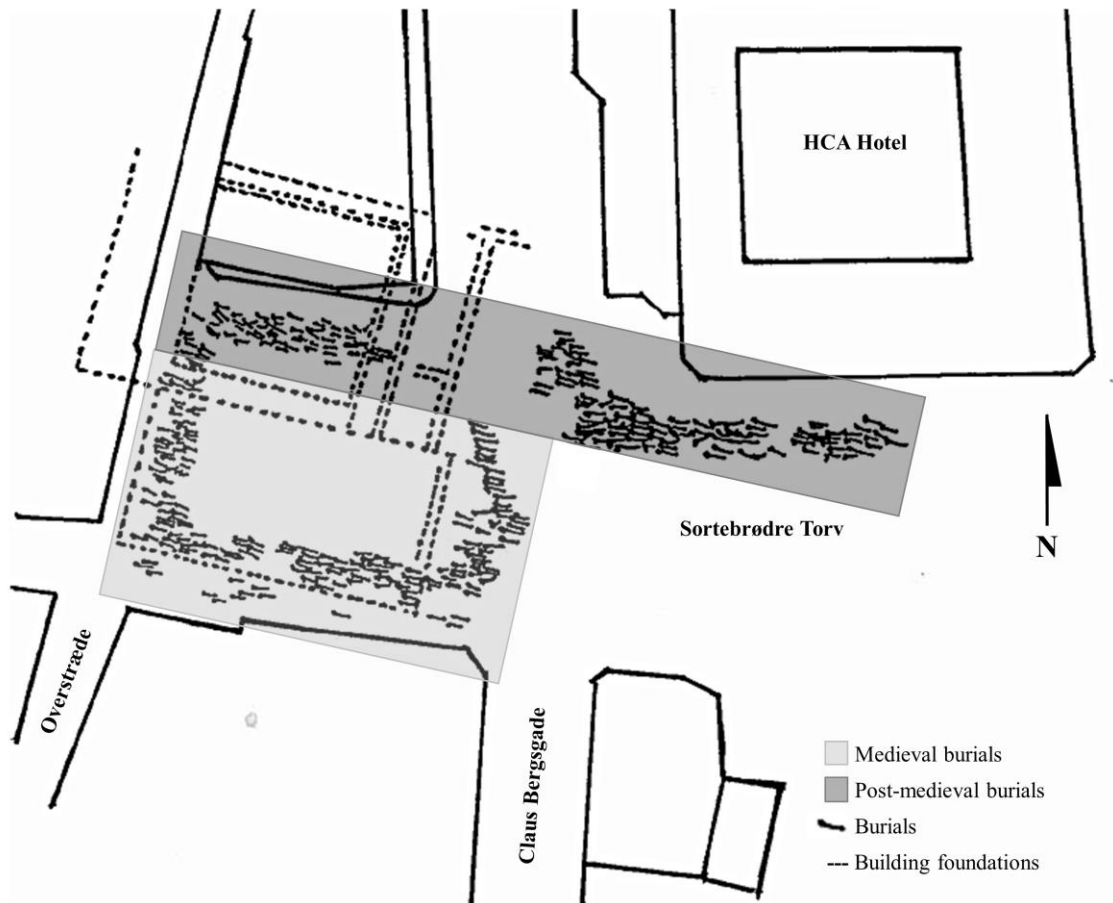 HCA Hotel
Sortebrødre Torv
N
Overstræde
Claus Bergsgade
Medieval burials
Post-medieval burials
Burials
Building foundations